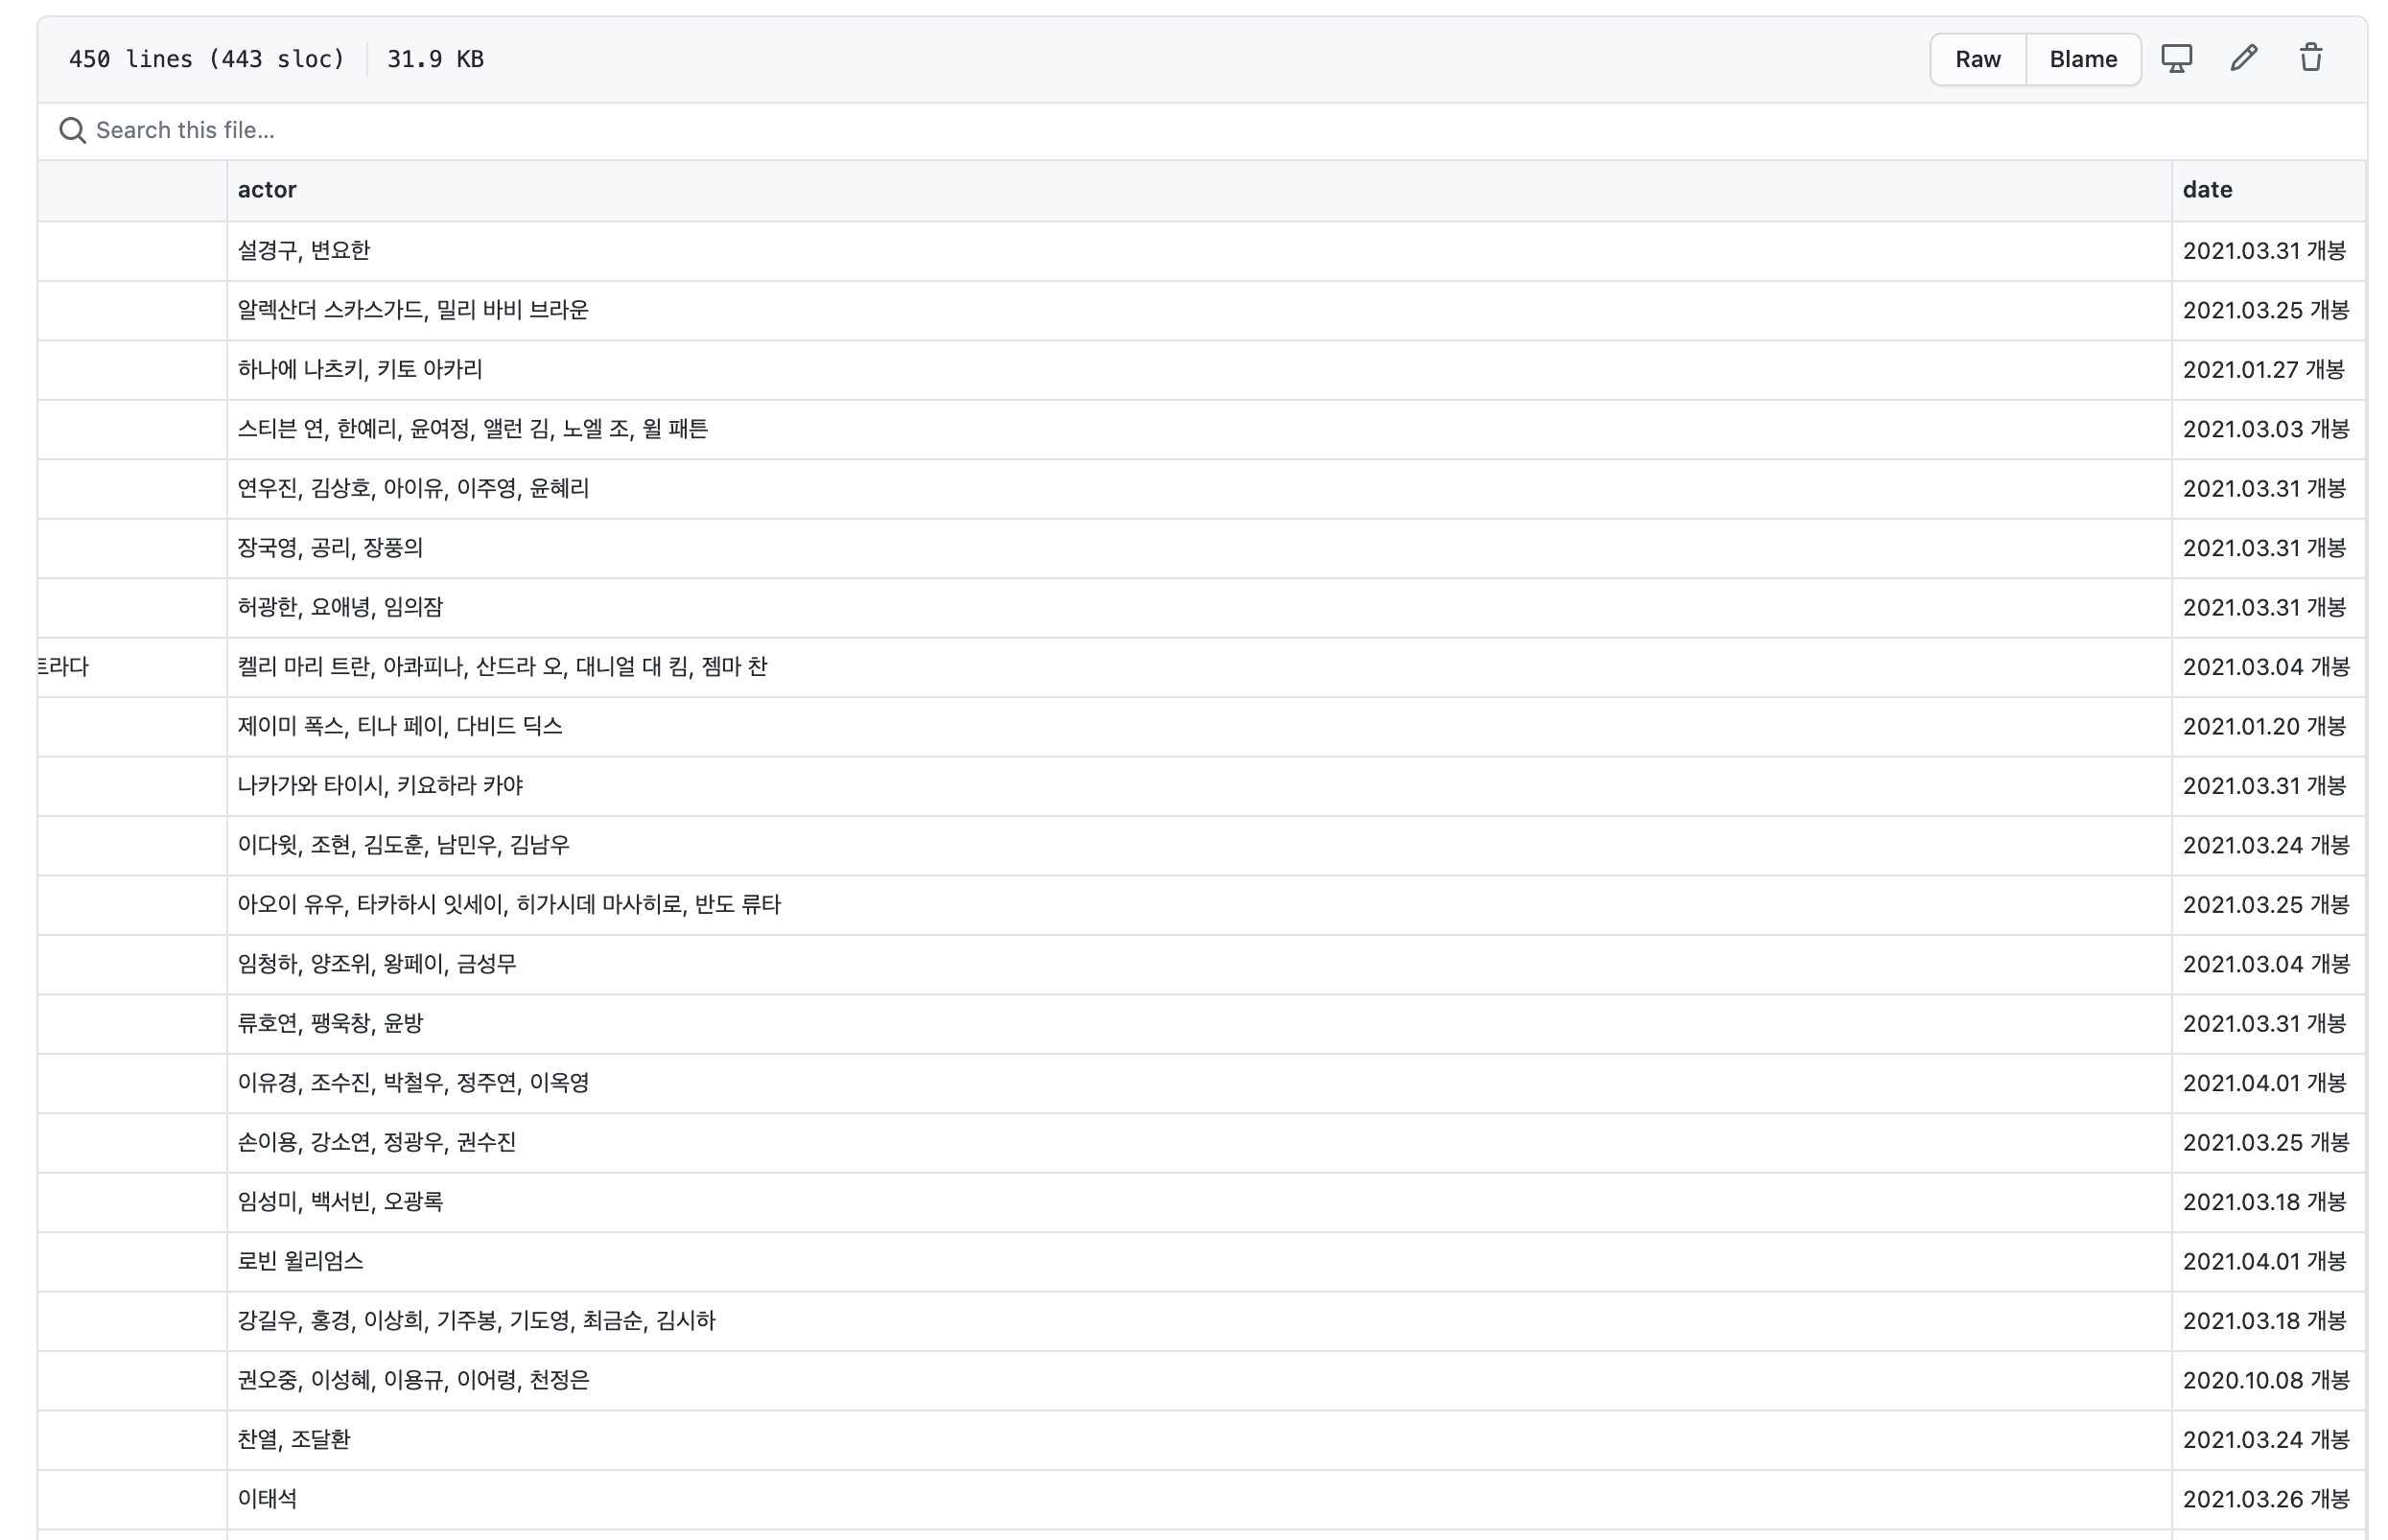 450 lines (443 sloc) 31.9 KB Raw Blame
Search this file...
actor date
설경구, 변요한 2021.03.31 개봉
알렉산더 스카스가드, 밀리 바비 브라운 2021.03.25 개봉
하나에 나츠키, 키토 아카리 2021.01.27 개봉
스티븐 연, 한예리, 윤여정, 앨런 김, 노엘 조, 윌 패튼 2021.03.03 개봉
연우진, 김상호, 아이유, 이주영, 윤혜리 2021.03.31 개봉
장국영, 공리, 장풍의 2021.03.31 개봉
허광한, 요애녕, 임의잠 2021.03.31 개봉
트라다 켈리 마리 트란, 아콰피나, 산드라 오, 대니얼 대 킴, 젬마 찬 2021.03.04 개봉
제이미 폭스, 티나 페이, 다비드 딕스 2021.01.20 개봉
나카가와 타이시, 키요하라 카야 2021.03.31 개봉
이다윗, 조현, 김도훈, 남민우, 김남우 2021.03.24 개봉
아오이 유우, 타카하시 잇세이, 히가시데 마사히로, 반도 류타 2021.03.25 개봉
임청하, 양조위, 왕페이, 금성무 2021.03.04 개봉
류호연, 팽욱창, 윤방 2021.03.31 개봉
이유경, 조수진, 박철우, 정주연, 이옥영 2021.04.01 개봉
손이용, 강소연, 정광우, 권수진 2021.03.25 개봉
임성미, 백서빈, 오광록 2021.03.18 개봉
로빈 윌리엄스 2021.04.01 개봉
강길우, 홍경, 이상희, 기주봉, 기도영, 최금순, 김시하 2021.03.18 개봉
권오중, 이성혜, 이용규, 이어령, 천정은 2020.10.08 개봉
찬열, 조달환 2021.03.24 개봉
이태석 2021.03.26 개봉